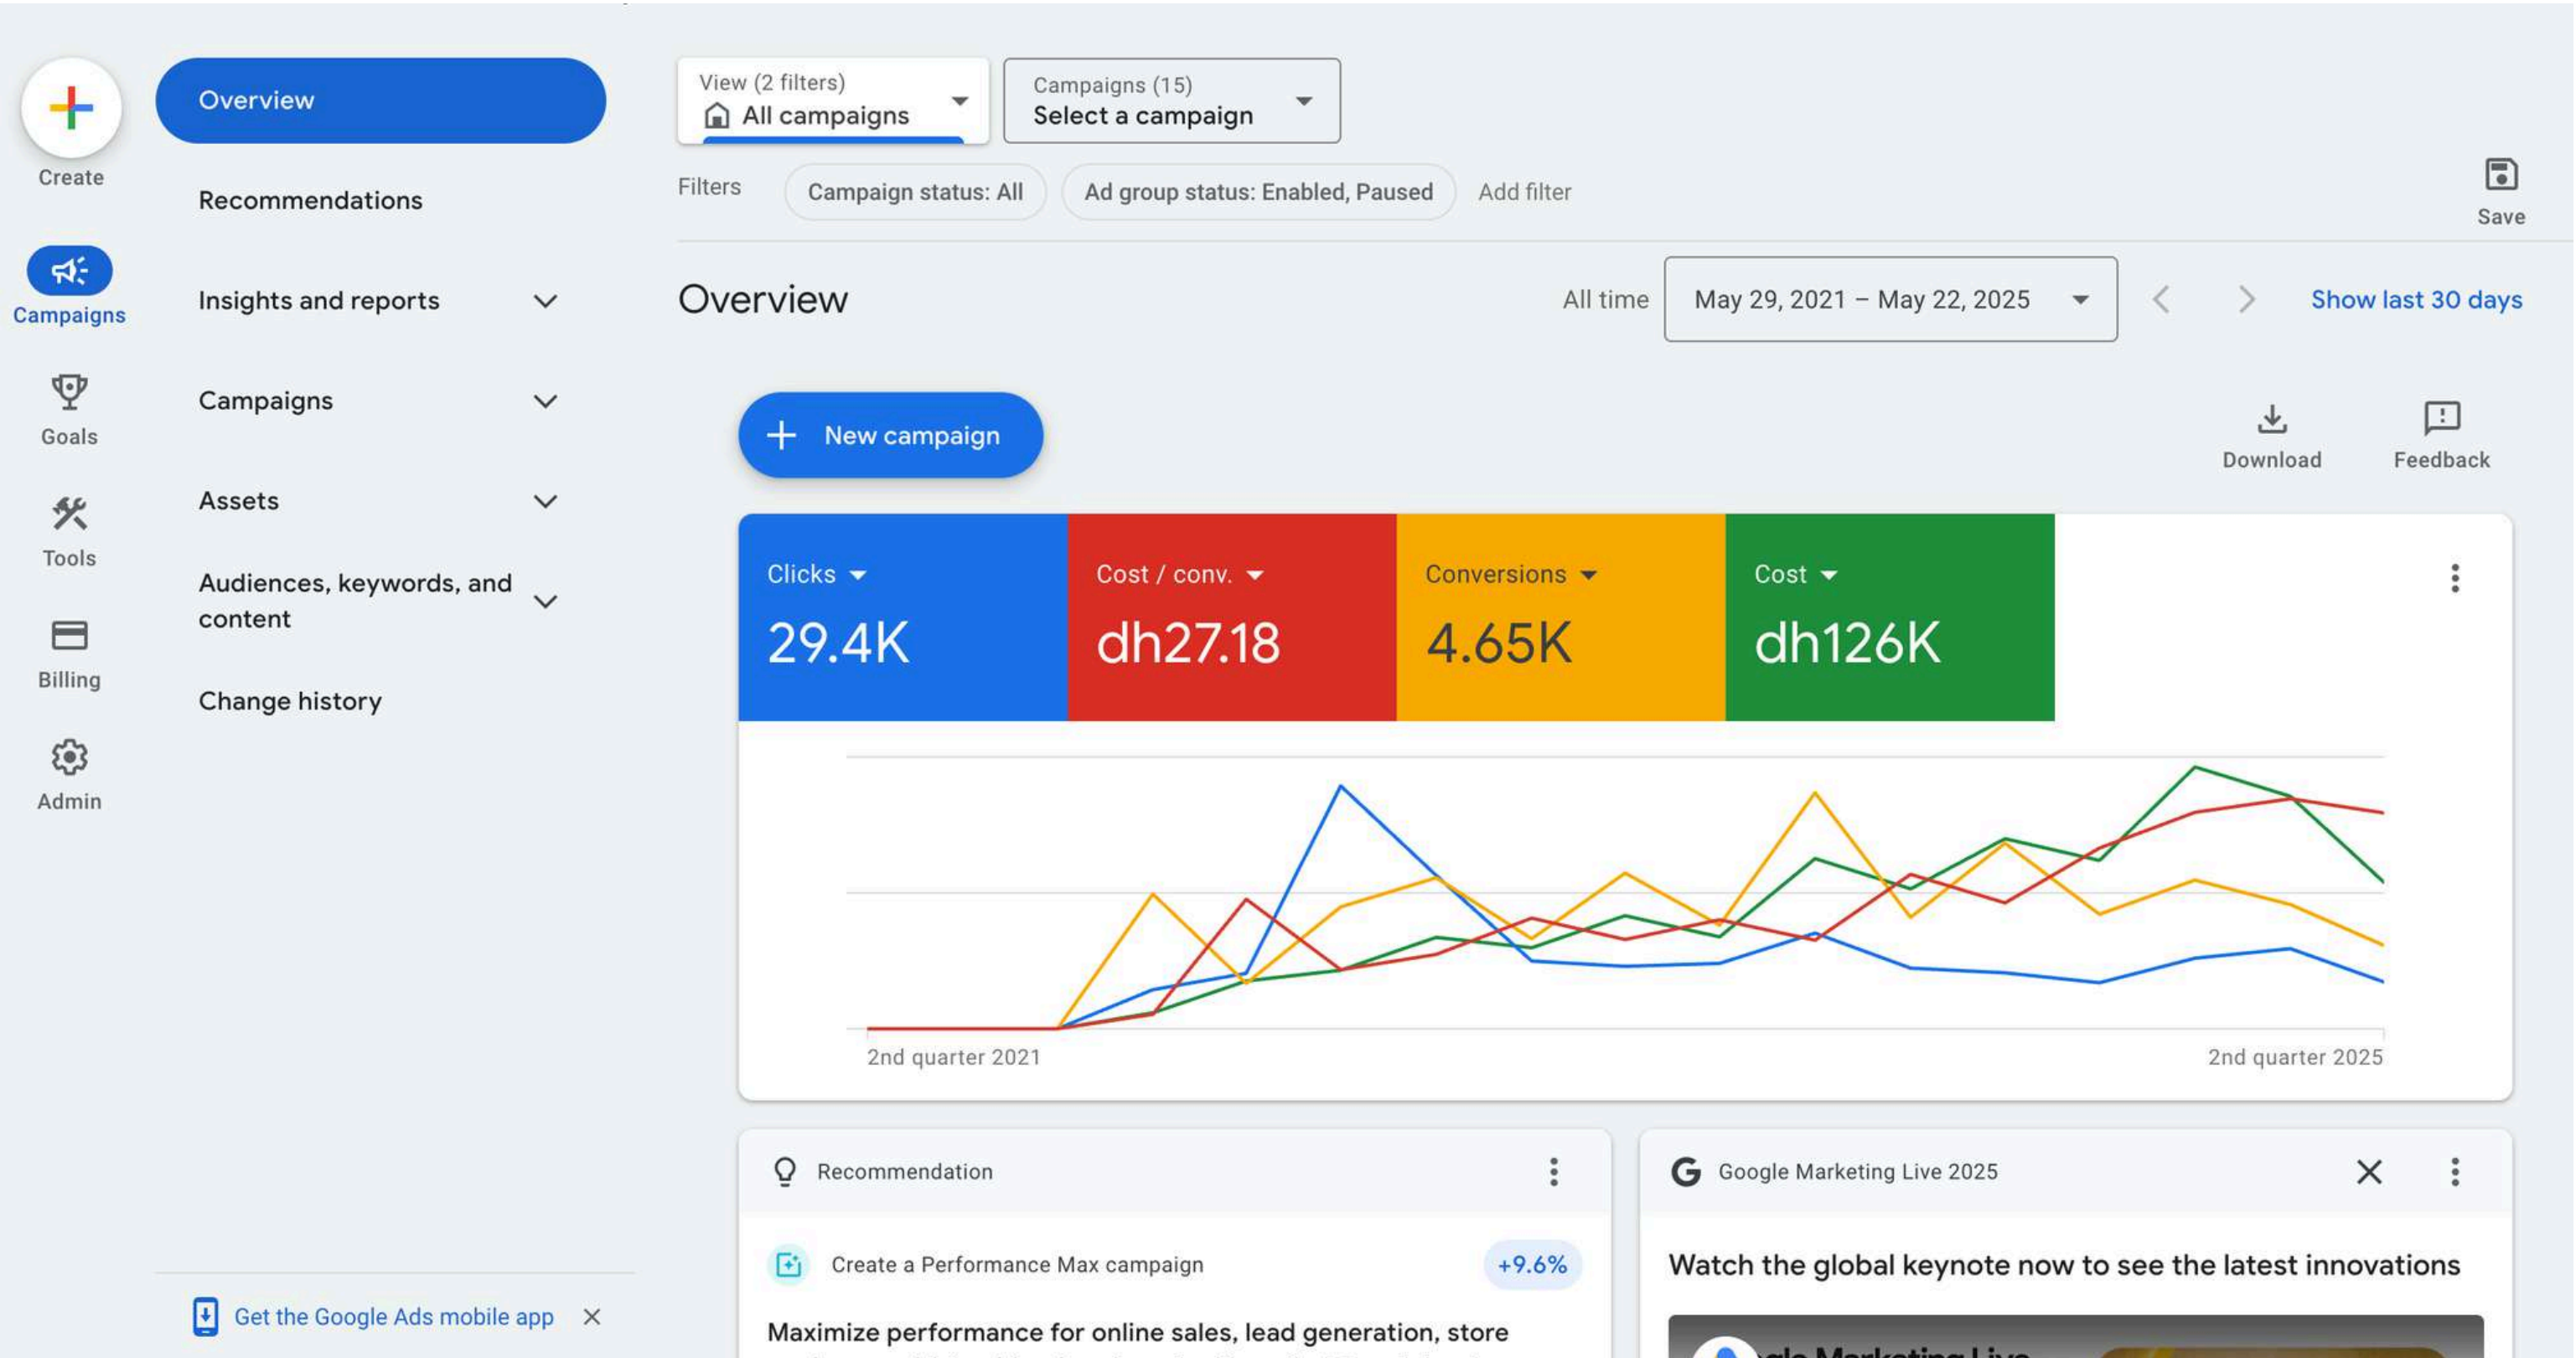 Create
Campaigns
Goals
Tools
Billing
Admin
Overview
Recommendations
Insights and reports
Campaigns
Assets
Audiences, keywords, and
content
Change history
Get the Google Ads mobile app
View (2 filters)
All campaigns
Campaigns (15)
Select a campaign
Filters
Campaign status: All
Ad group status: Enabled, Paused
Add filter
Save
Overview
All time
May 29, 2021 – May 22, 2025
Show last 30 days
New campaign
Download
Feedback
Clicks
29.4K
Cost / conv.
dh27.18
Conversions
4.65K
Cost
dh126K
2nd quarter 2021
2nd quarter 2025
Recommendation
Create a Performance Max campaign
+9.6%
Maximize performance for online sales, lead generation, store
Google Marketing Live 2025
Watch the global keynote now to see the latest innovations
Marketing Live